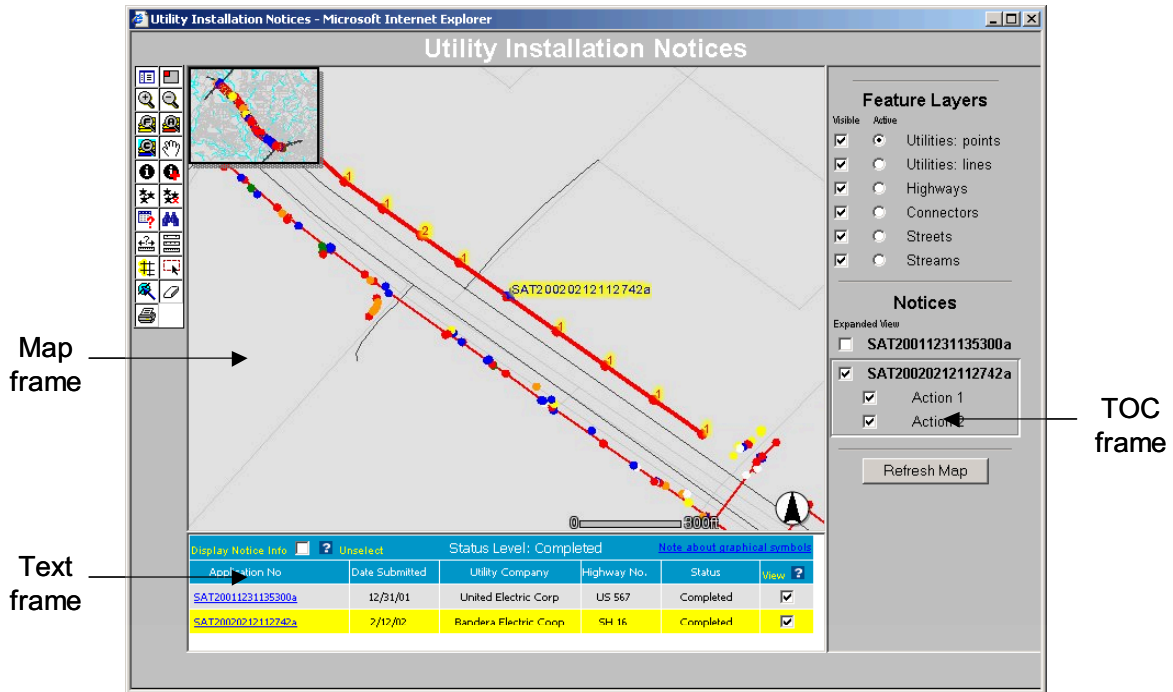 Utility Installation Notices - Microsoft Internet Explorer
Utility Installation Notices
Feature Layers
Visible Active
Utilities: points
Utilities: lines
Highways
Connectors
Streets
Streams
Notices
Expanded View
SAT20011231135300a
SAT20020212112742a
Action 1
Action 2
Refresh Map
1
1
2
1
SAT20020212112742a
1
1
1
1
0 300ft
Map
frame
TOC
frame
Text
frame
Display Notice Info ? Unselect Status Level: Completed Note about graphical symbols
Application No Date Submitted Utility Company Highway No. Status View ?
SAT20011231135300a 12/31/01 United Electric Corp US 567 Completed
SAT20020212112742a 2/12/02 Bandera Electric Coop SH 16 Completed